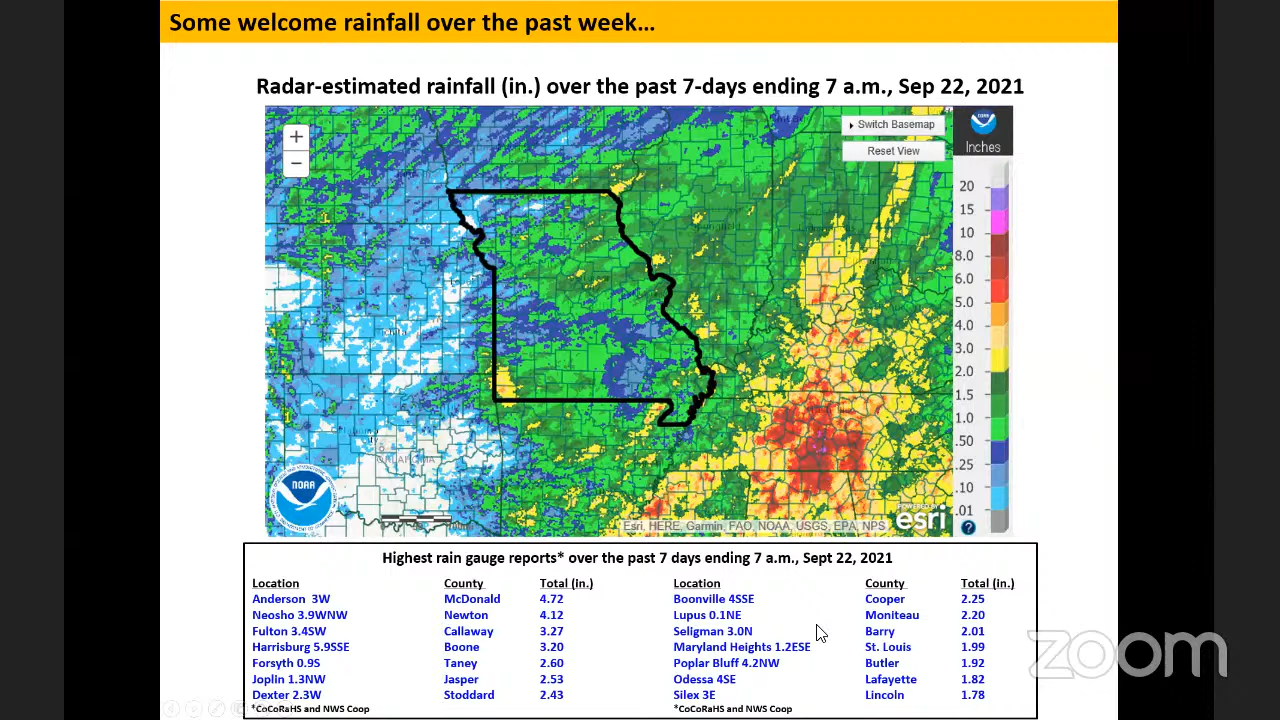 Some welcome rainfall over the past week...
Radar-estimated rainfall (in.) over the past 7-days ending 7 a.m., Sep 22, 2021
+
−
Switch Basemap
Reset View
NOAA
Inches
20
15
10
8.0
6.0
5.0
4.0
3.0
2.0
1.5
1.0
.50
.25
.10
.01
OKLAHOMA
NOAA
POWERED BY
esri
Esri, HERE, Garmin, FAO, NOAA, USGS, EPA, NPS
?
Highest rain gauge reports* over the past 7 days ending 7 a.m., Sept 22, 2021
Location County Total (in.) Location County Total (in.)
Anderson 3W McDonald 4.72 Boonville 4SSE Cooper 2.25
Neosho 3.9WNW Newton 4.12 Lupus 0.1NE Moniteau 2.20
Fulton 3.4SW Callaway 3.27 Seligman 3.0N Barry 2.01
Harrisburg 5.9SSE Boone 3.20 Maryland Heights 1.2ESE St. Louis 1.99
Forsyth 0.9S Taney 2.60 Poplar Bluff 4.2NW Butler 1.92
Joplin 1.3NW Jasper 2.53 Odessa 4SE Lafayette 1.82
Dexter 2.3W Stoddard 2.43 Silex 3E Lincoln 1.78
*CoCoRaHS and NWS Coop *CoCoRaHS and NWS Coop
zoom